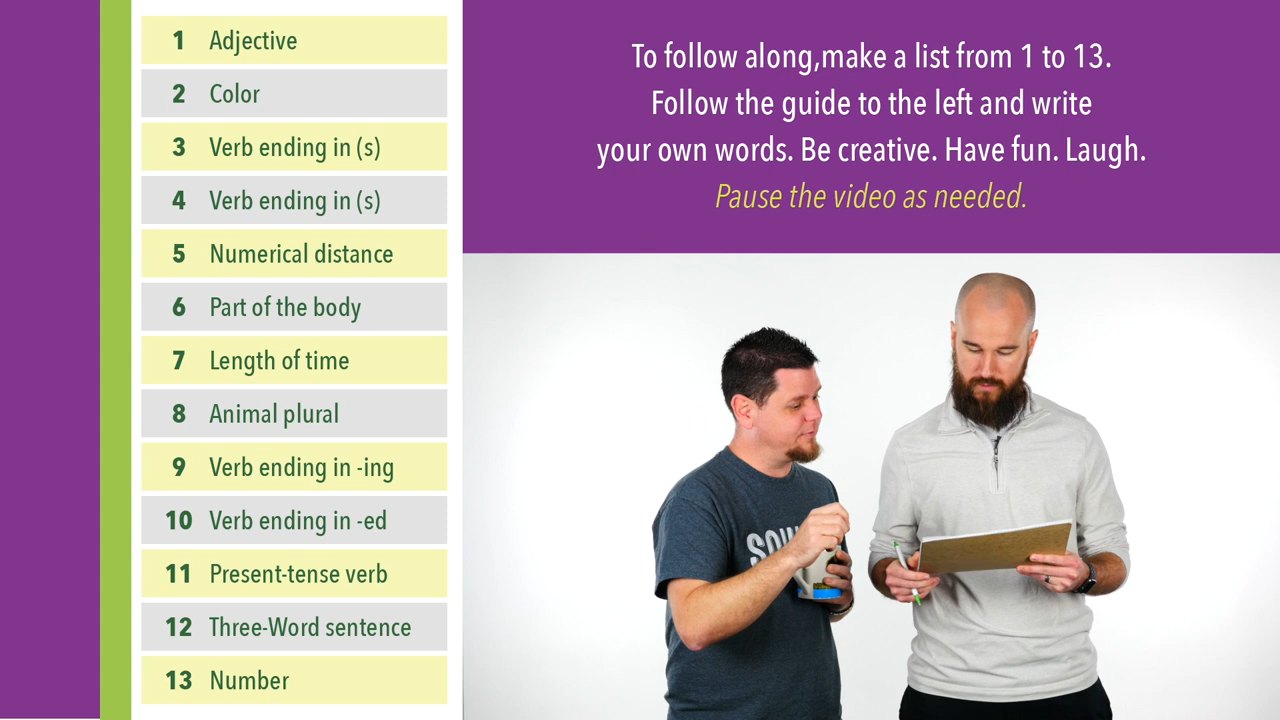 1 Adjective
2 Color
3 Verb ending in (s)
4 Verb ending in (s)
5 Numerical distance
6 Part of the body
7 Length of time
8 Animal plural
9 Verb ending in -ing
10 Verb ending in -ed
11 Present-tense verb
12 Three-Word sentence
13 Number
To follow along,make a list from 1 to 13.
Follow the guide to the left and write
your own words. Be creative. Have fun. Laugh.
Pause the video as needed.